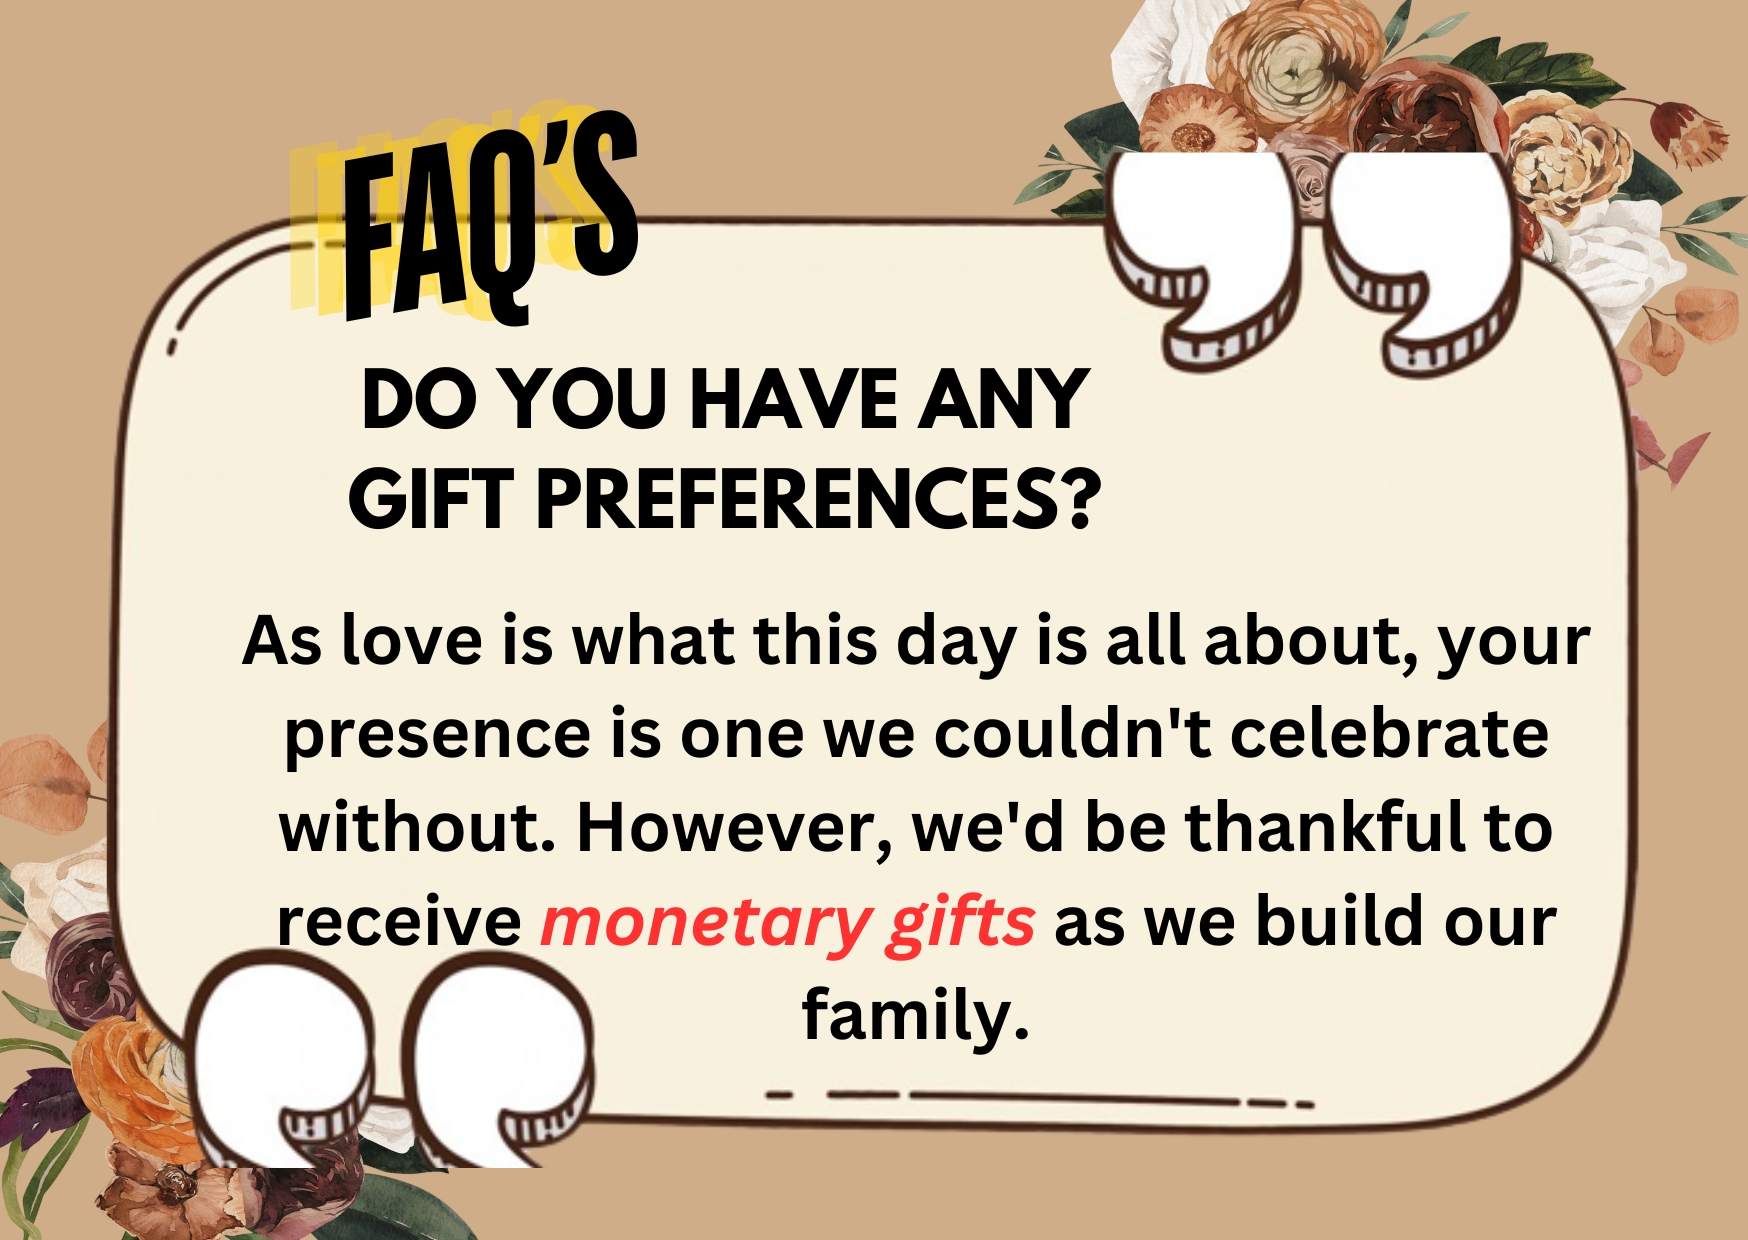 FAQ'S
DO YOU HAVE ANY
GIFT PREFERENCES?
As love is what this day is all about, your
presence is one we couldn't celebrate
without. However, we'd be thankful to
receive monetary gifts as we build our
family.